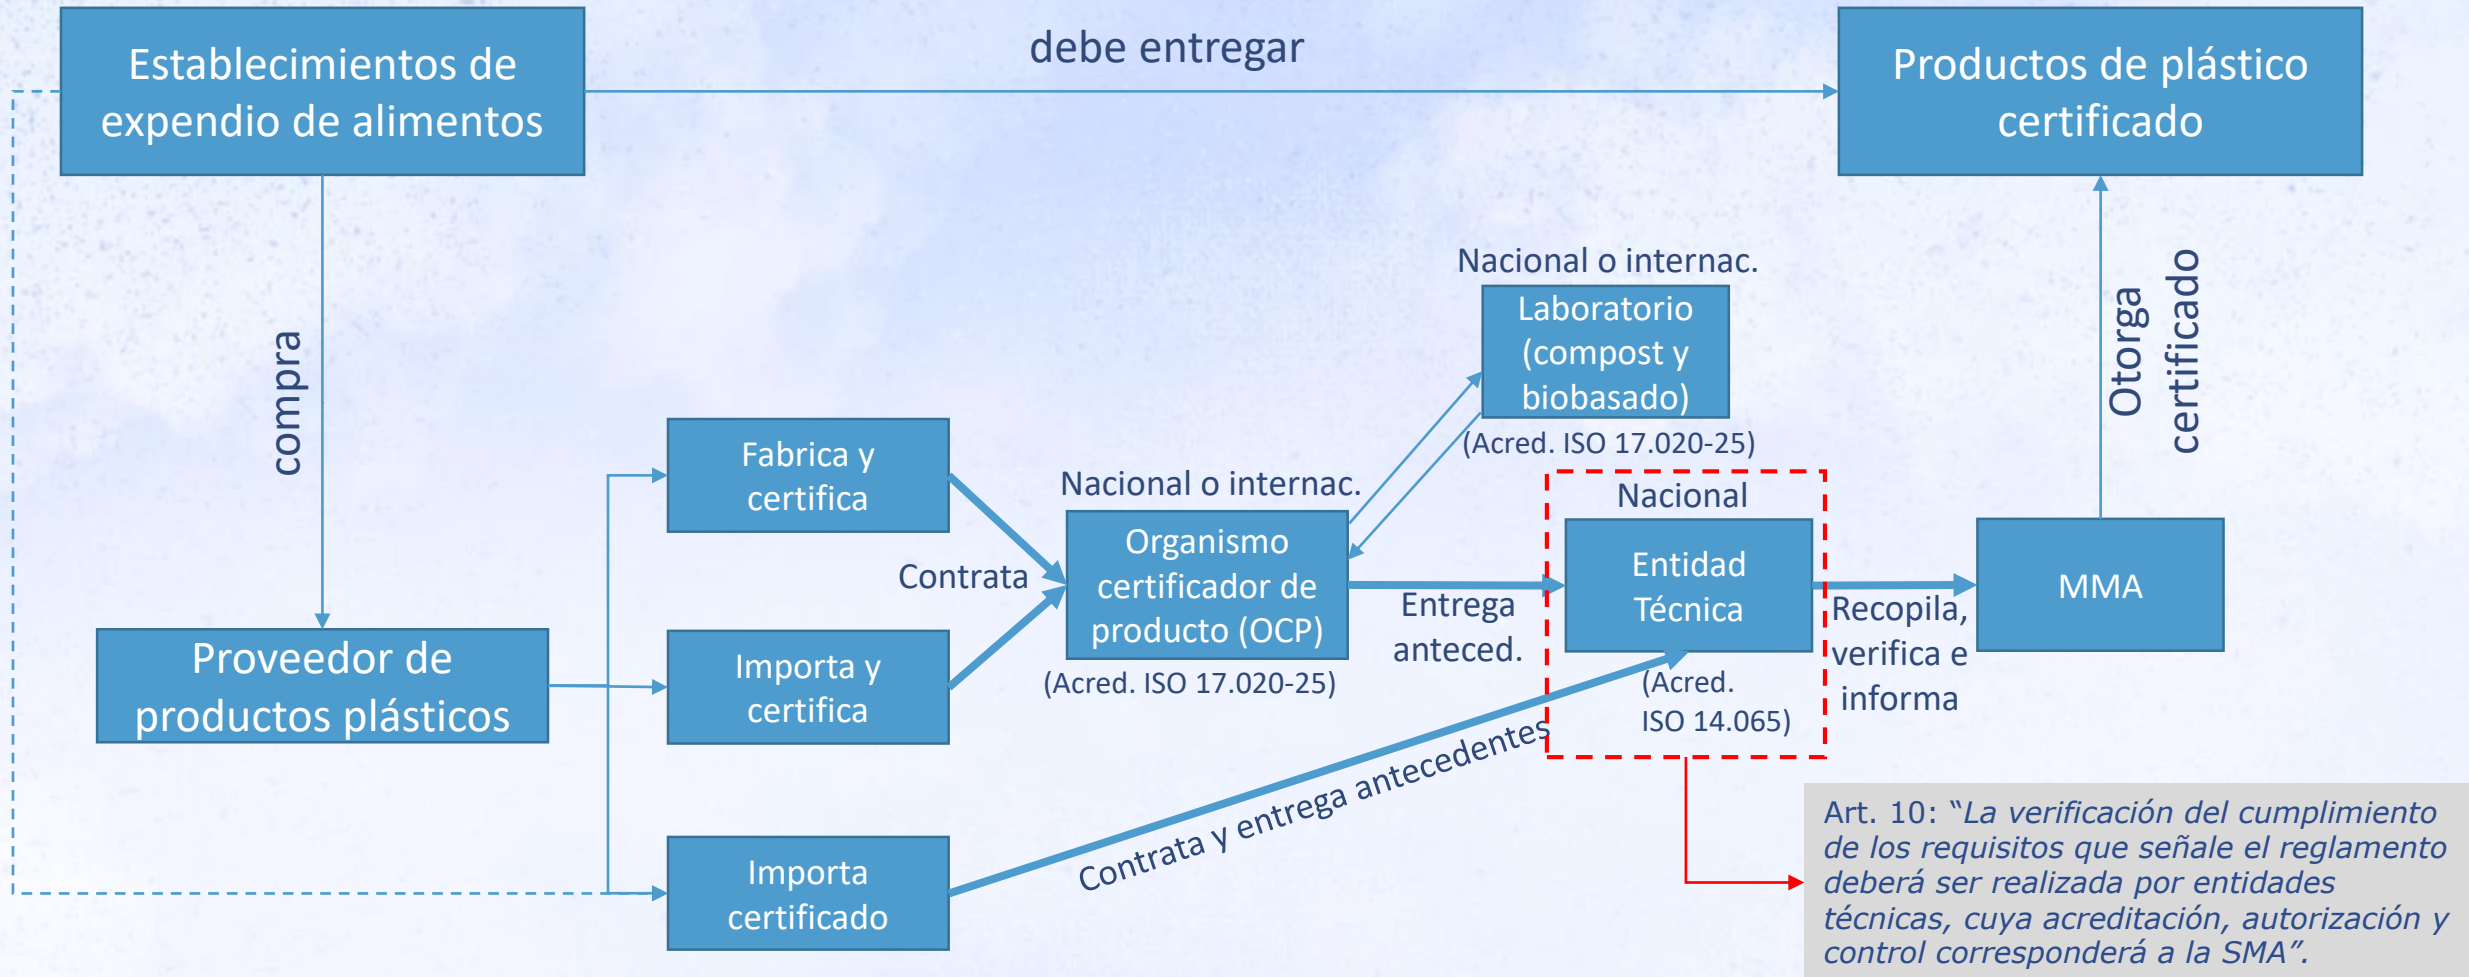 Establecimientos de
expendio de alimentos
debe entregar
Productos de plástico
certificado
compra
Otorga
certificado
Nacional o internac.
Laboratorio
(compost y
biobasado)
(Acred. ISO 17.020-25)
Fabrica y
certifica
Contrata
Nacional o internac.
Organismo
certificador de
producto (OCP)
(Acred. ISO 17.020-25)
Entrega
anteced.
Nacional
Entidad
Técnica
(Acred.
ISO 14.065)
Recopila,
verifica e
informa
MMA
Proveedor de
productos plásticos
Importa y
certifica
Importa
certificado
Contrata y entrega antecedentes
Art. 10: “La verificación del cumplimiento
de los requisitos que señale el reglamento
deberá ser realizada por entidades
técnicas, cuya acreditación, autorización y
control corresponderá a la SMA”.